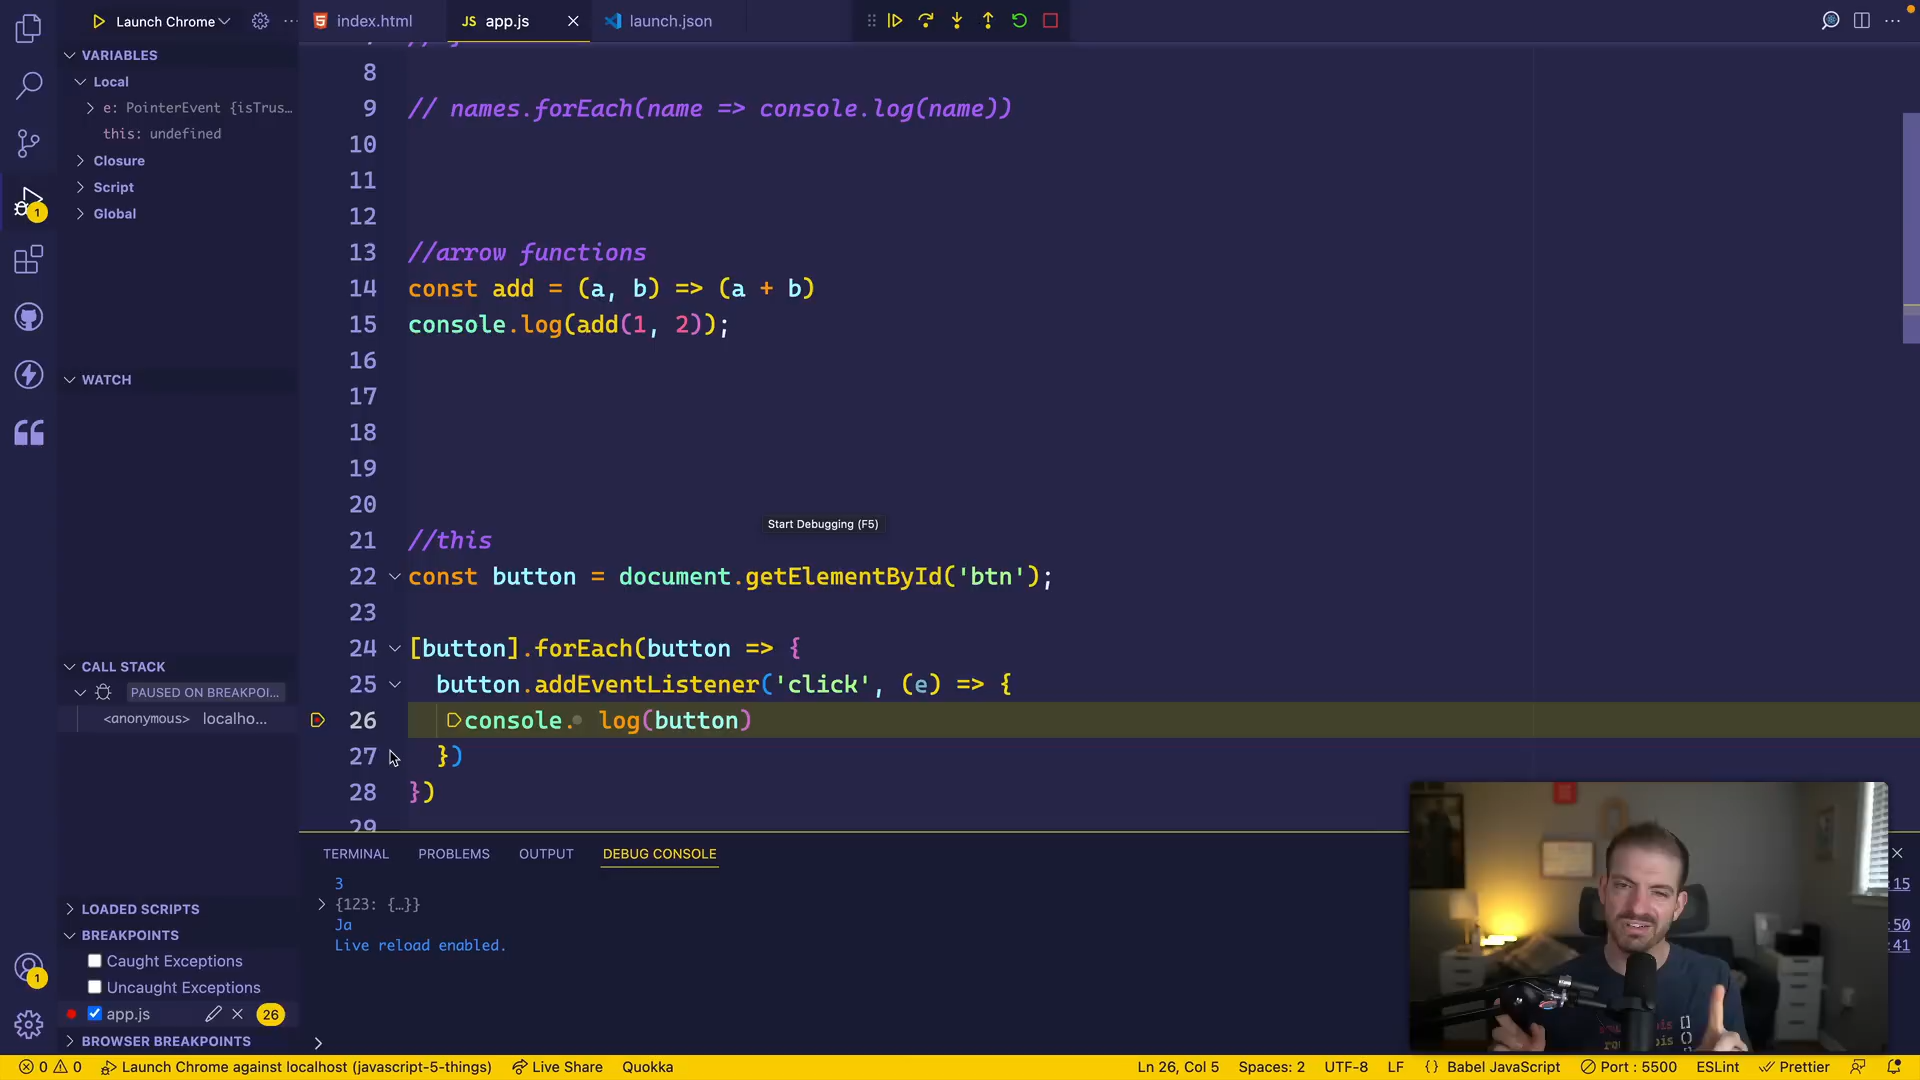 Launch Chrome
index.html
JS app.js
launch.json
VARIABLES
Local
e: PointerEvent {isTrus…
this: undefined
Closure
Script
Global
WATCH
CALL STACK
PAUSED ON BREAKPOI…
<anonymous> localho…
LOADED SCRIPTS
BREAKPOINTS
Caught Exceptions
Uncaught Exceptions
app.js 26
BROWSER BREAKPOINTS
1
1
8
9 // names.forEach(name => console.log(name))
10
11
12
13 //arrow functions
14 const add = (a, b) => (a + b)
15 console.log(add(1, 2));
16
17
18
19
20
Start Debugging (F5)
21 //this
22 const button = document.getElementById('btn');
23
24 [button].forEach(button => {
25 button.addEventListener('click', (e) => {
26 console. log(button)
27 })
28 })
29
TERMINAL PROBLEMS OUTPUT DEBUG CONSOLE
3
:15
{123: {…}}
Ja
:50
Live reload enabled.
:41
0 0 Launch Chrome against localhost (javascript-5-things) Live Share Quokka Ln 26, Col 5 Spaces: 2 UTF-8 LF {} Babel JavaScript Port : 5500 ESLint Prettier